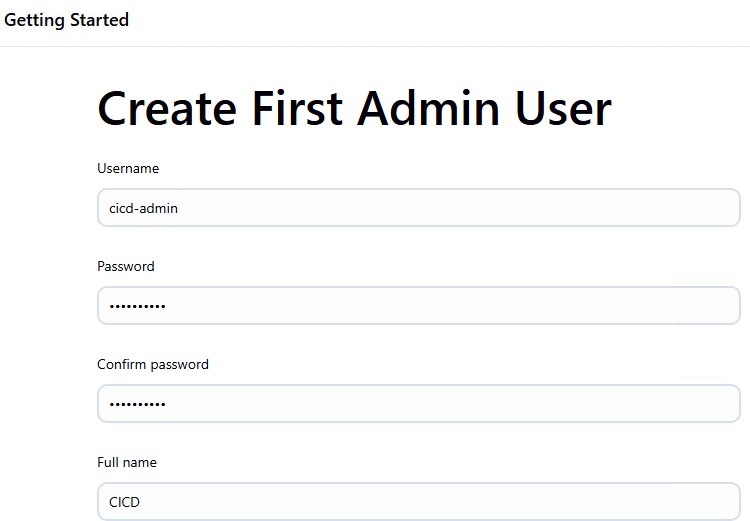 Getting Started
Create First Admin User
Username
cicd-admin
Password
••••••••••
Confirm password
••••••••••
Full name
CICD